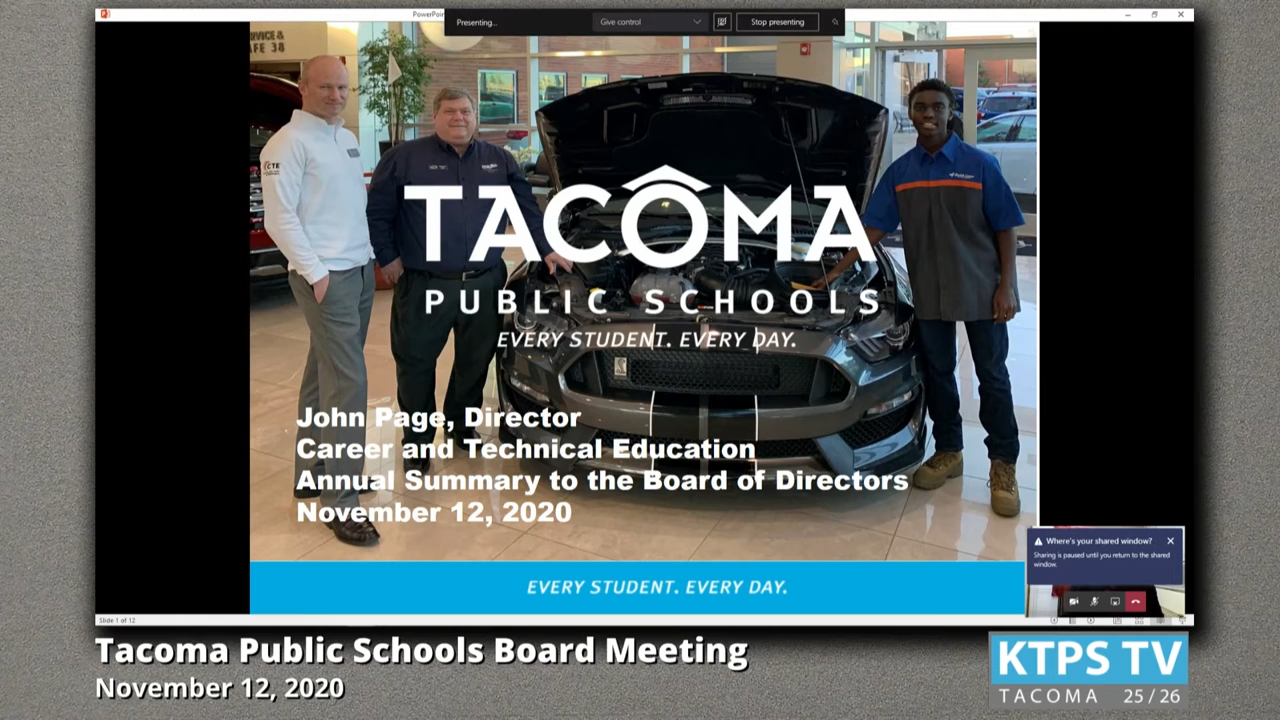 PowerPoin
Presenting...
Give control
Stop presenting
SERVICE &
AFE 38
CTE
TACOMA
PUBLIC SCHOOLS
EVERY STUDENT. EVERY DAY.
John Page, Director
Career and Technical Education
Annual Summary to the Board of Directors
November 12, 2020
Where's your shared window?
Sharing is paused until you return to the shared
window.
EVERY STUDENT. EVERY DAY.
Slide 1 of 12
Tacoma Public Schools Board Meeting
November 12, 2020
KTPS TV
TACOMA 25 / 26